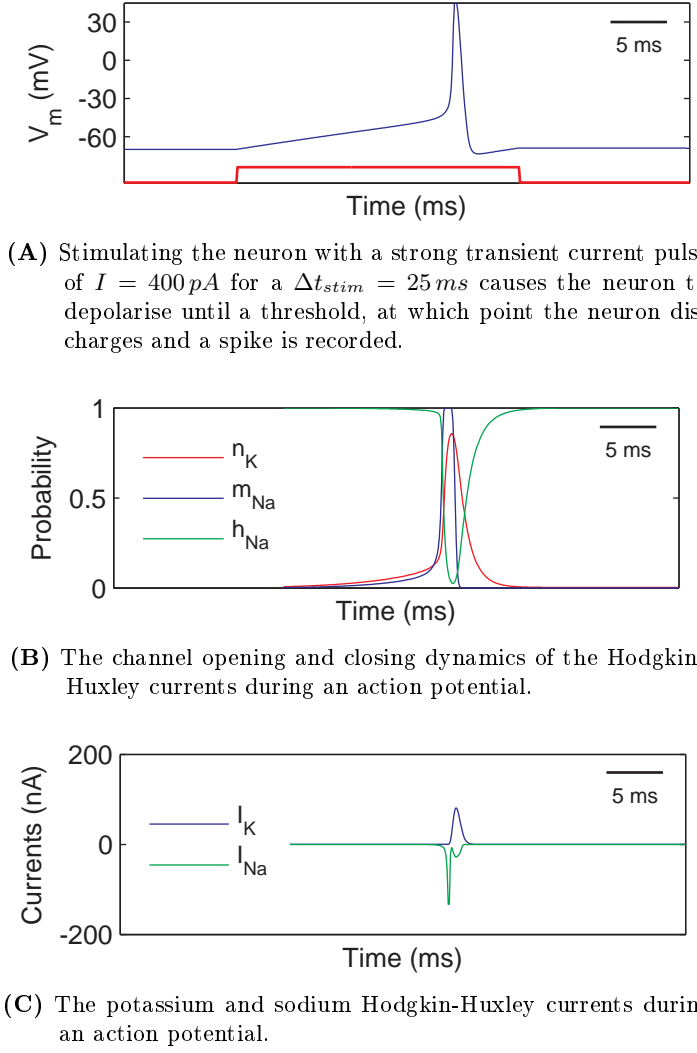 30
0
-30
-60
V_m (mV)
5 ms
Time (ms)
(A) Stimulating the neuron with a strong transient current puls
of I = 400 pA for a Δt_stim = 25 ms causes the neuron t
depolarise until a threshold, at which point the neuron dis
charges and a spike is recorded.
1
0.5
0
Probability
n_K
m_Na
h_Na
5 ms
Time (ms)
(B) The channel opening and closing dynamics of the Hodgkin
Huxley currents during an action potential.
200
0
-200
Currents (nA)
I_K
I_Na
5 ms
Time (ms)
(C) The potassium and sodium Hodgkin-Huxley currents durin
an action potential.